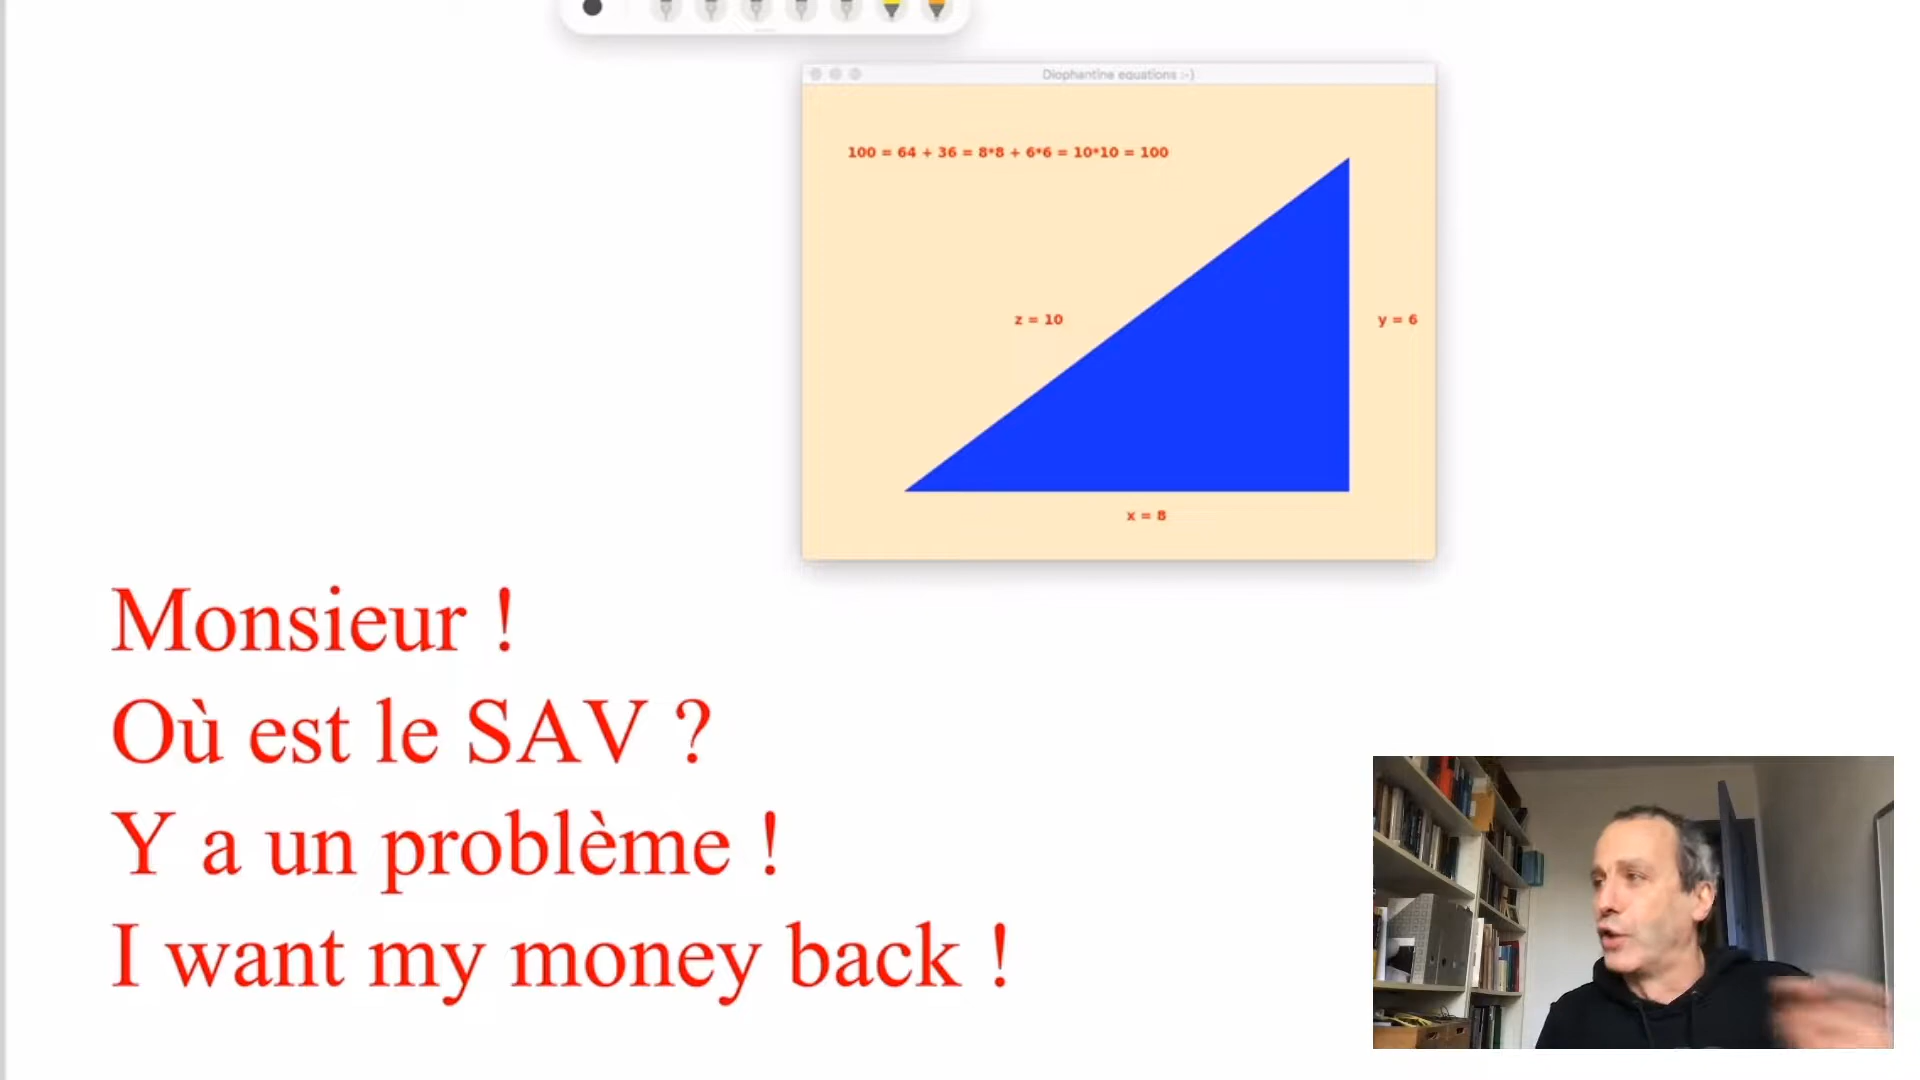 Diophantine equations :-)
100 = 64 + 36 = 8*8 + 6*6 = 10*10 = 100
z = 10
y = 6
x = 8
Monsieur !
Où est le SAV ?
Y a un problème !
I want my money back !